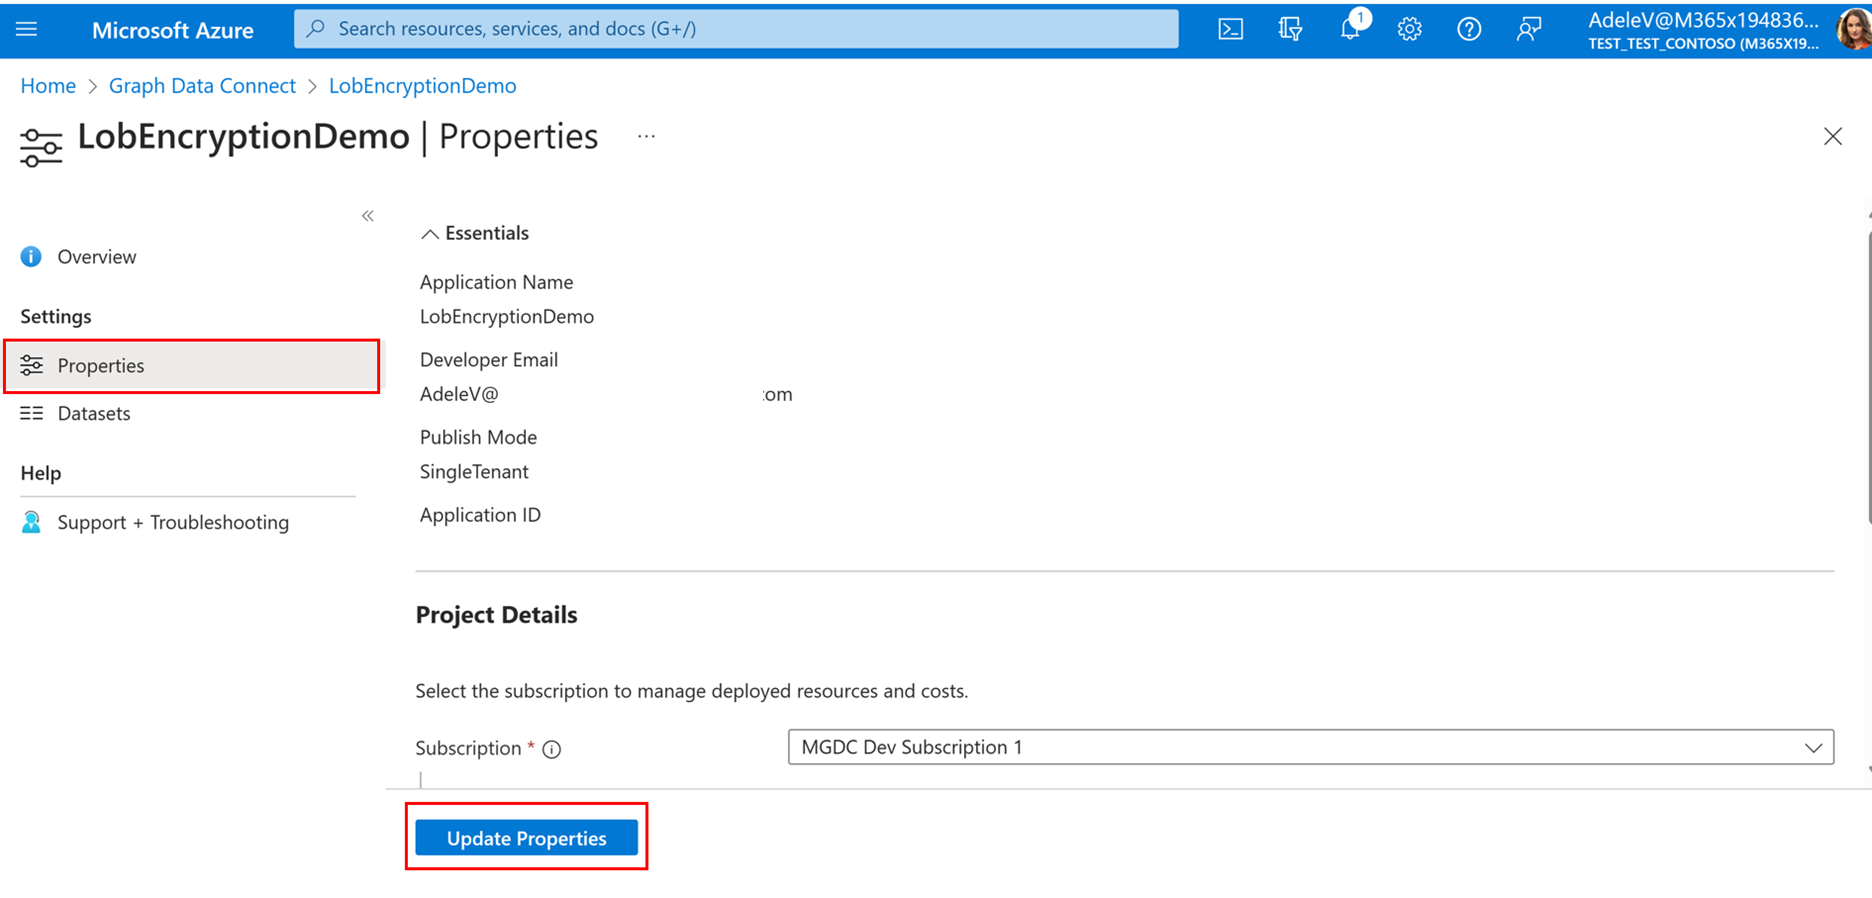 Microsoft Azure
Search resources, services, and docs (G+/)
1
AdeleV@M365x194836...
TEST_TEST_CONTOSO (M365X19...
Home > Graph Data Connect > LobEncryptionDemo
LobEncryptionDemo | Properties ...
«
Overview
Settings
Properties
Datasets
Help
Support + Troubleshooting
Essentials
Application Name
LobEncryptionDemo
Developer Email
AdeleV@ om
Publish Mode
SingleTenant
Application ID
Project Details
Select the subscription to manage deployed resources and costs.
Subscription *
MGDC Dev Subscription 1
Update Properties